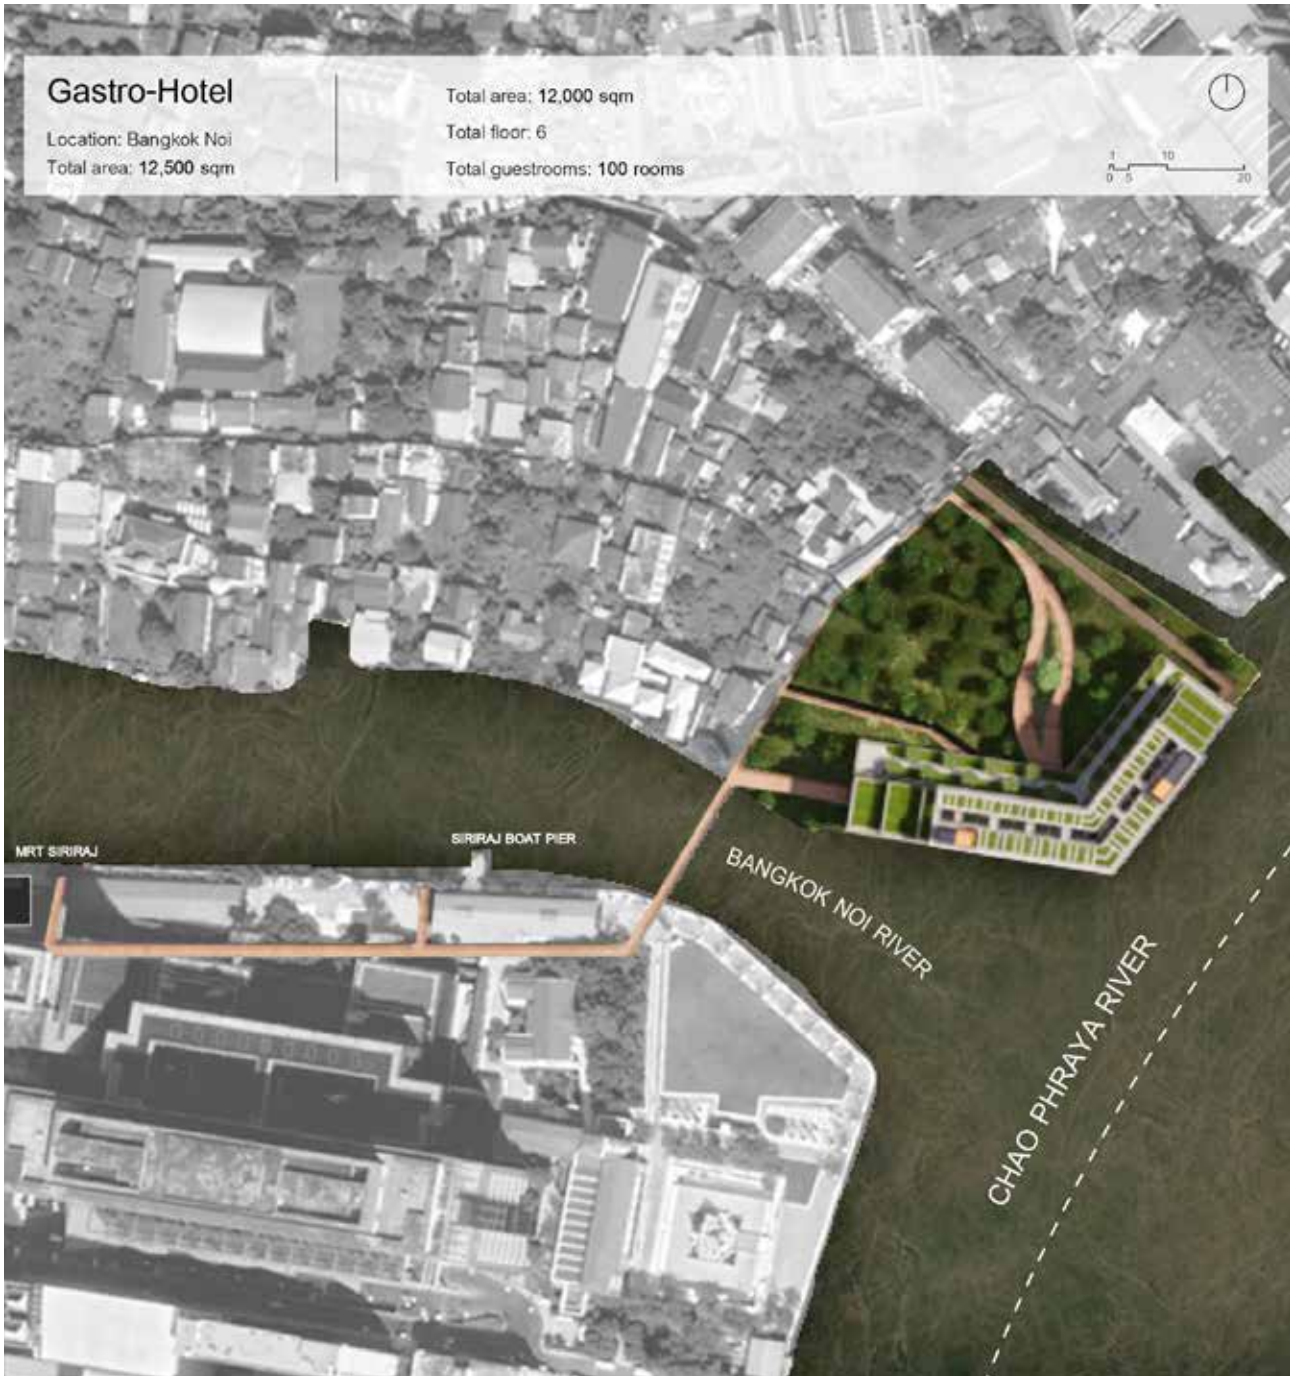 Gastro-Hotel
Location: Bangkok Noi
Total area: 12,500 sqm
Total area: 12,000 sqm
Total floor: 6
Total guestrooms: 100 rooms
1 10
0 5 20
MRT SIRIRAJ
SIRIRAJ BOAT PIER
BANGKOK NOI RIVER
CHAO PHRAYA RIVER